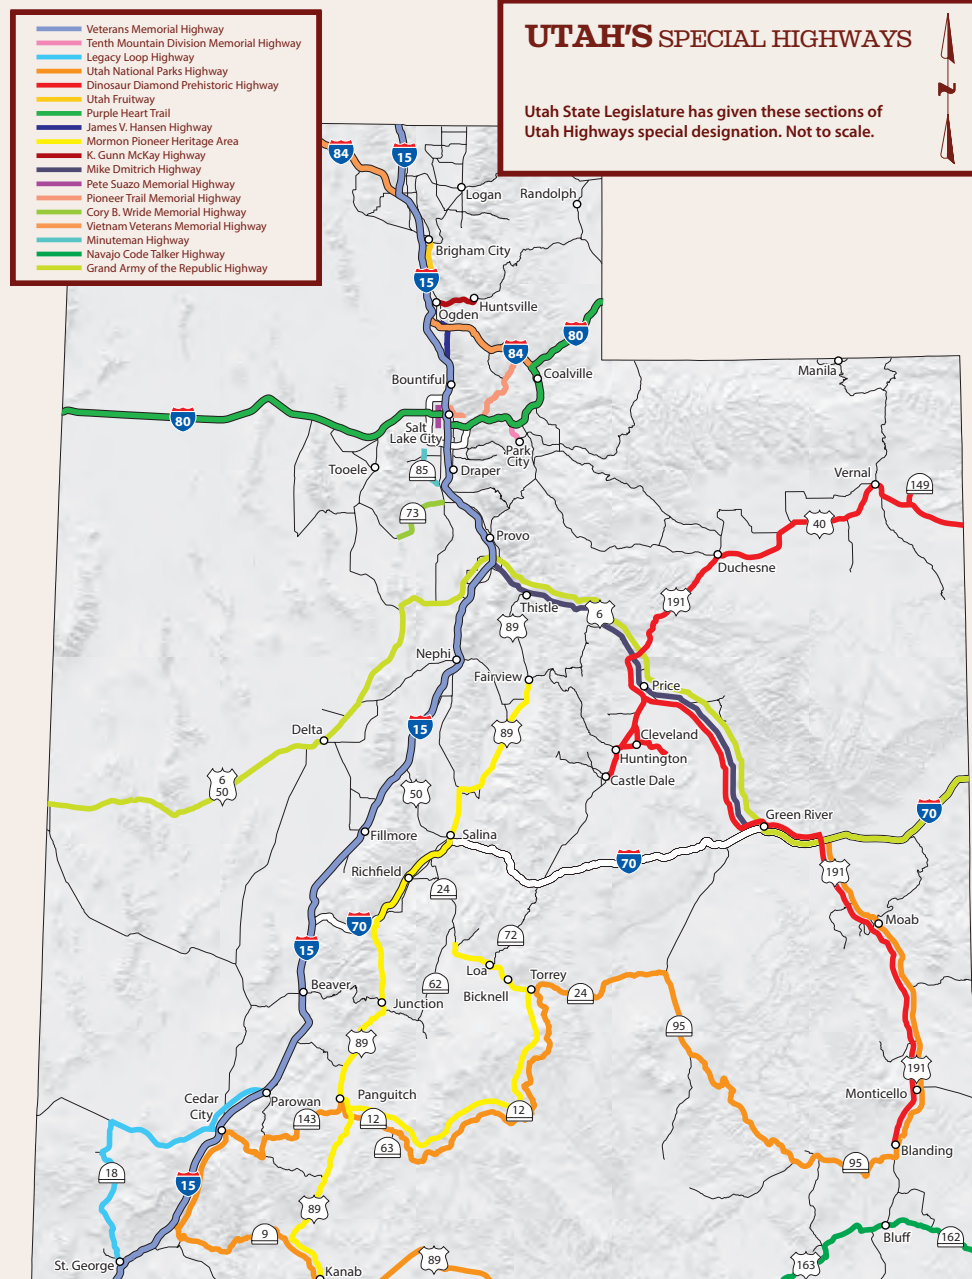 Veterans Memorial Highway
Tenth Mountain Division Memorial Highway
Legacy Loop Highway
Utah National Parks Highway
Dinosaur Diamond Prehistoric Highway
Utah Fruitway
Purple Heart Trail
James V. Hansen Highway
Mormon Pioneer Heritage Area
K. Gunn McKay Highway
Mike Dmitrich Highway
Pete Suazo Memorial Highway
Pioneer Trail Memorial Highway
Cory B. Wride Memorial Highway
Vietnam Veterans Memorial Highway
Minuteman Highway
Navajo Code Talker Highway
Grand Army of the Republic Highway
UTAH'S SPECIAL HIGHWAYS
N
Utah State Legislature has given these sections of
Utah Highways special designation. Not to scale.
84
15
Logan
Randolph
Brigham City
15
Huntsville
Ogden
80
84
Manila
Coalville
Bountiful
80
Salt
Lake City
Park
City
Tooele
85
Draper
Vernal
149
73
40
Provo
Duchesne
191
Thistle
6
89
Nephi
Fairview
Price
Delta
15
89
Cleveland
Huntington
Castle Dale
6
50
50
Green River
70
Fillmore
Salina
70
Richfield
191
24
70
Moab
15
72
Loa
Torrey
Beaver
62
Bicknell
24
Junction
95
89
191
Cedar
City
Parowan
Panguitch
Monticello
143
12
12
63
Blanding
18
95
15
89
9
Bluff
162
St. George
Kanab
89
163